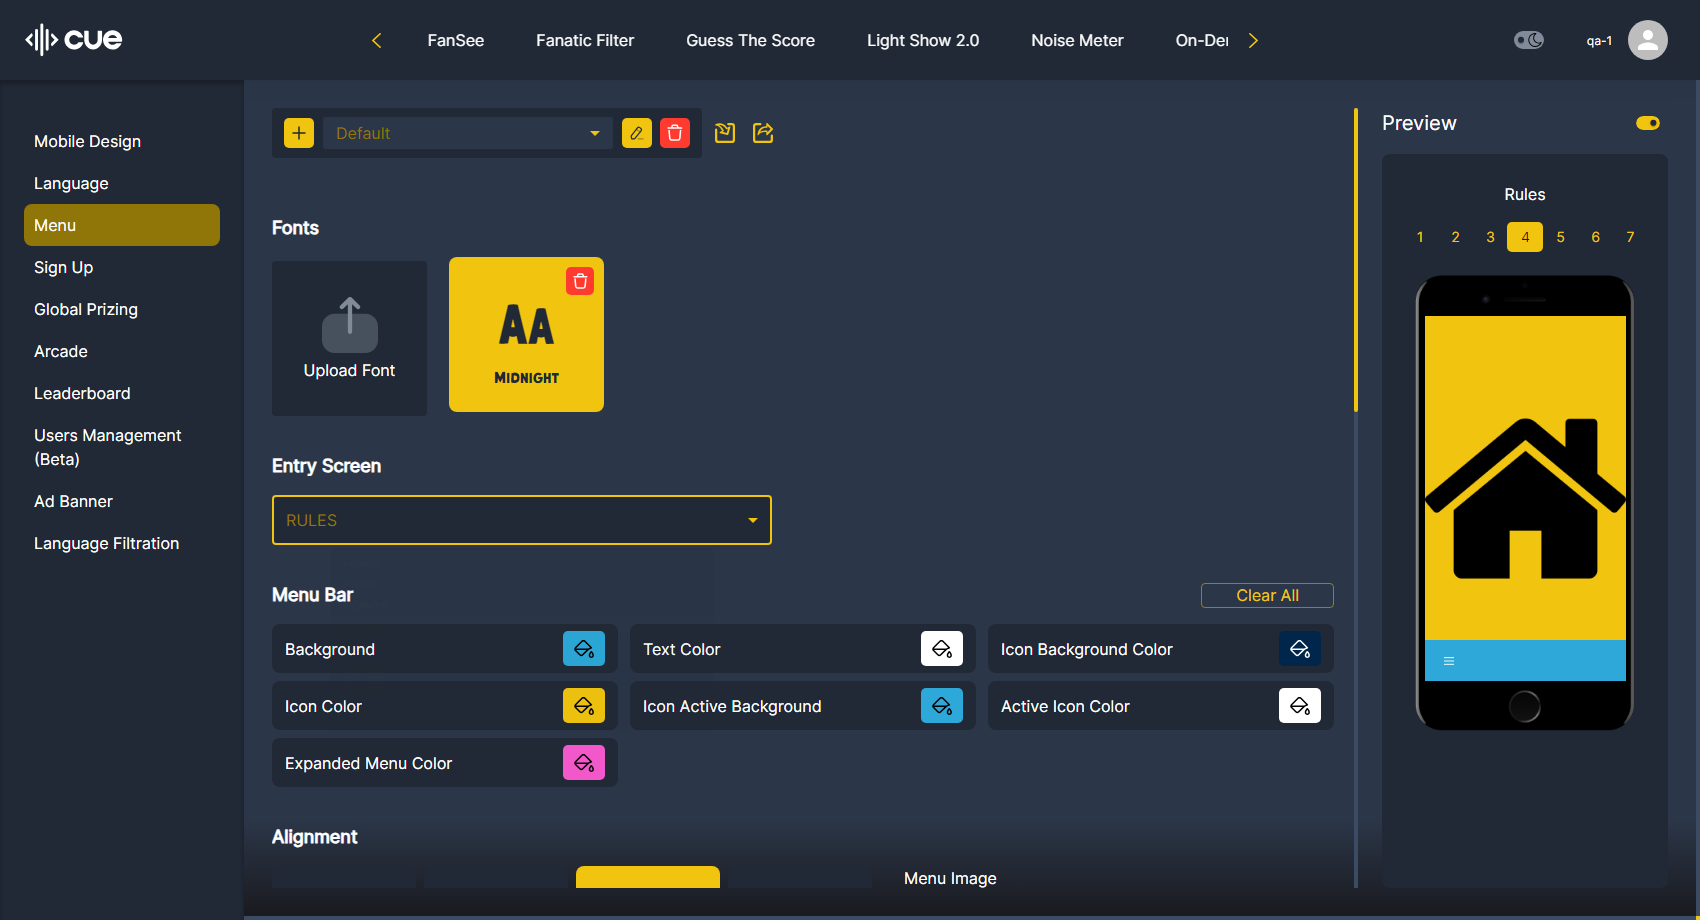 cue
FanSee
Fanatic Filter
Guess The Score
Light Show 2.0
Noise Meter
On-De
qa-1
Mobile Design
Language
Menu
Sign Up
Global Prizing
Arcade
Leaderboard
Users Management
(Beta)
Ad Banner
Language Filtration
Default
Fonts
Upload Font
AA
MIDNIGHT
Entry Screen
RULES
Menu Bar
Clear All
Background
Text Color
Icon Background Color
Icon Color
Icon Active Background
Active Icon Color
Expanded Menu Color
Alignment
Menu Image
Preview
Rules
1 2 3 4 5 6 7